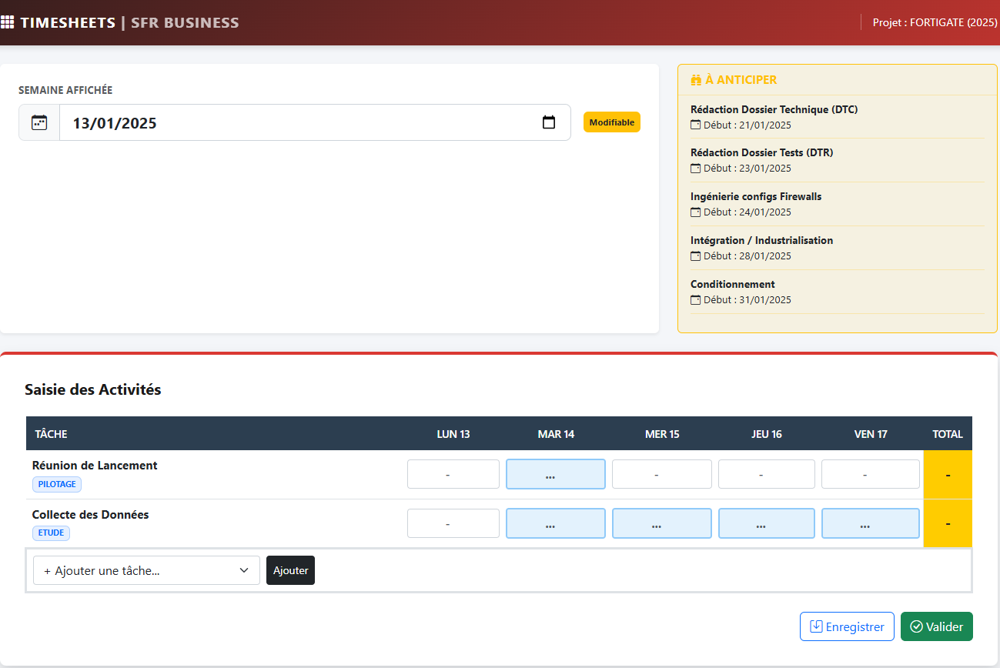 TIMESHEETS | SFR BUSINESS
Projet : FORTIGATE (2025)
SEMAINE AFFICHÉE
13/01/2025
Modifiable
À ANTICIPER
Rédaction Dossier Technique (DTC)
Début : 21/01/2025
Rédaction Dossier Tests (DTR)
Début : 23/01/2025
Ingénierie configs Firewalls
Début : 24/01/2025
Intégration / Industrialisation
Début : 28/01/2025
Conditionnement
Début : 31/01/2025
Saisie des Activités
TÂCHE LUN 13 MAR 14 MER 15 JEU 16 VEN 17 TOTAL
Réunion de Lancement
PILOTAGE
- ... - - - -
Collecte des Données
ETUDE
- ... ... ... ... -
+ Ajouter une tâche... Ajouter
Enregistrer Valider